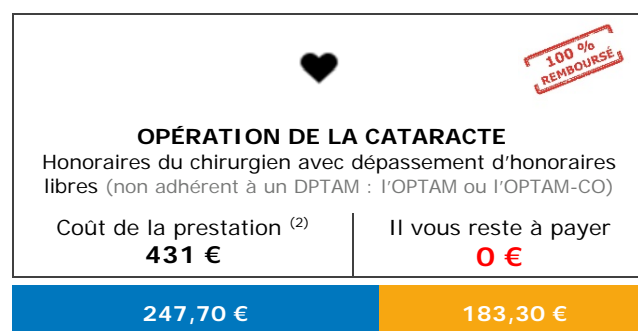 100 %
REMBOURSÉ
OPÉRATION DE LA CATARACTE
Honoraires du chirurgien avec dépassement d'honoraires
libres (non adhérent à un DPTAM : l'OPTAM ou l'OPTAM-CO)
Coût de la prestation (2)
431 €
Il vous reste à payer
0 €
247,70 €
183,30 €